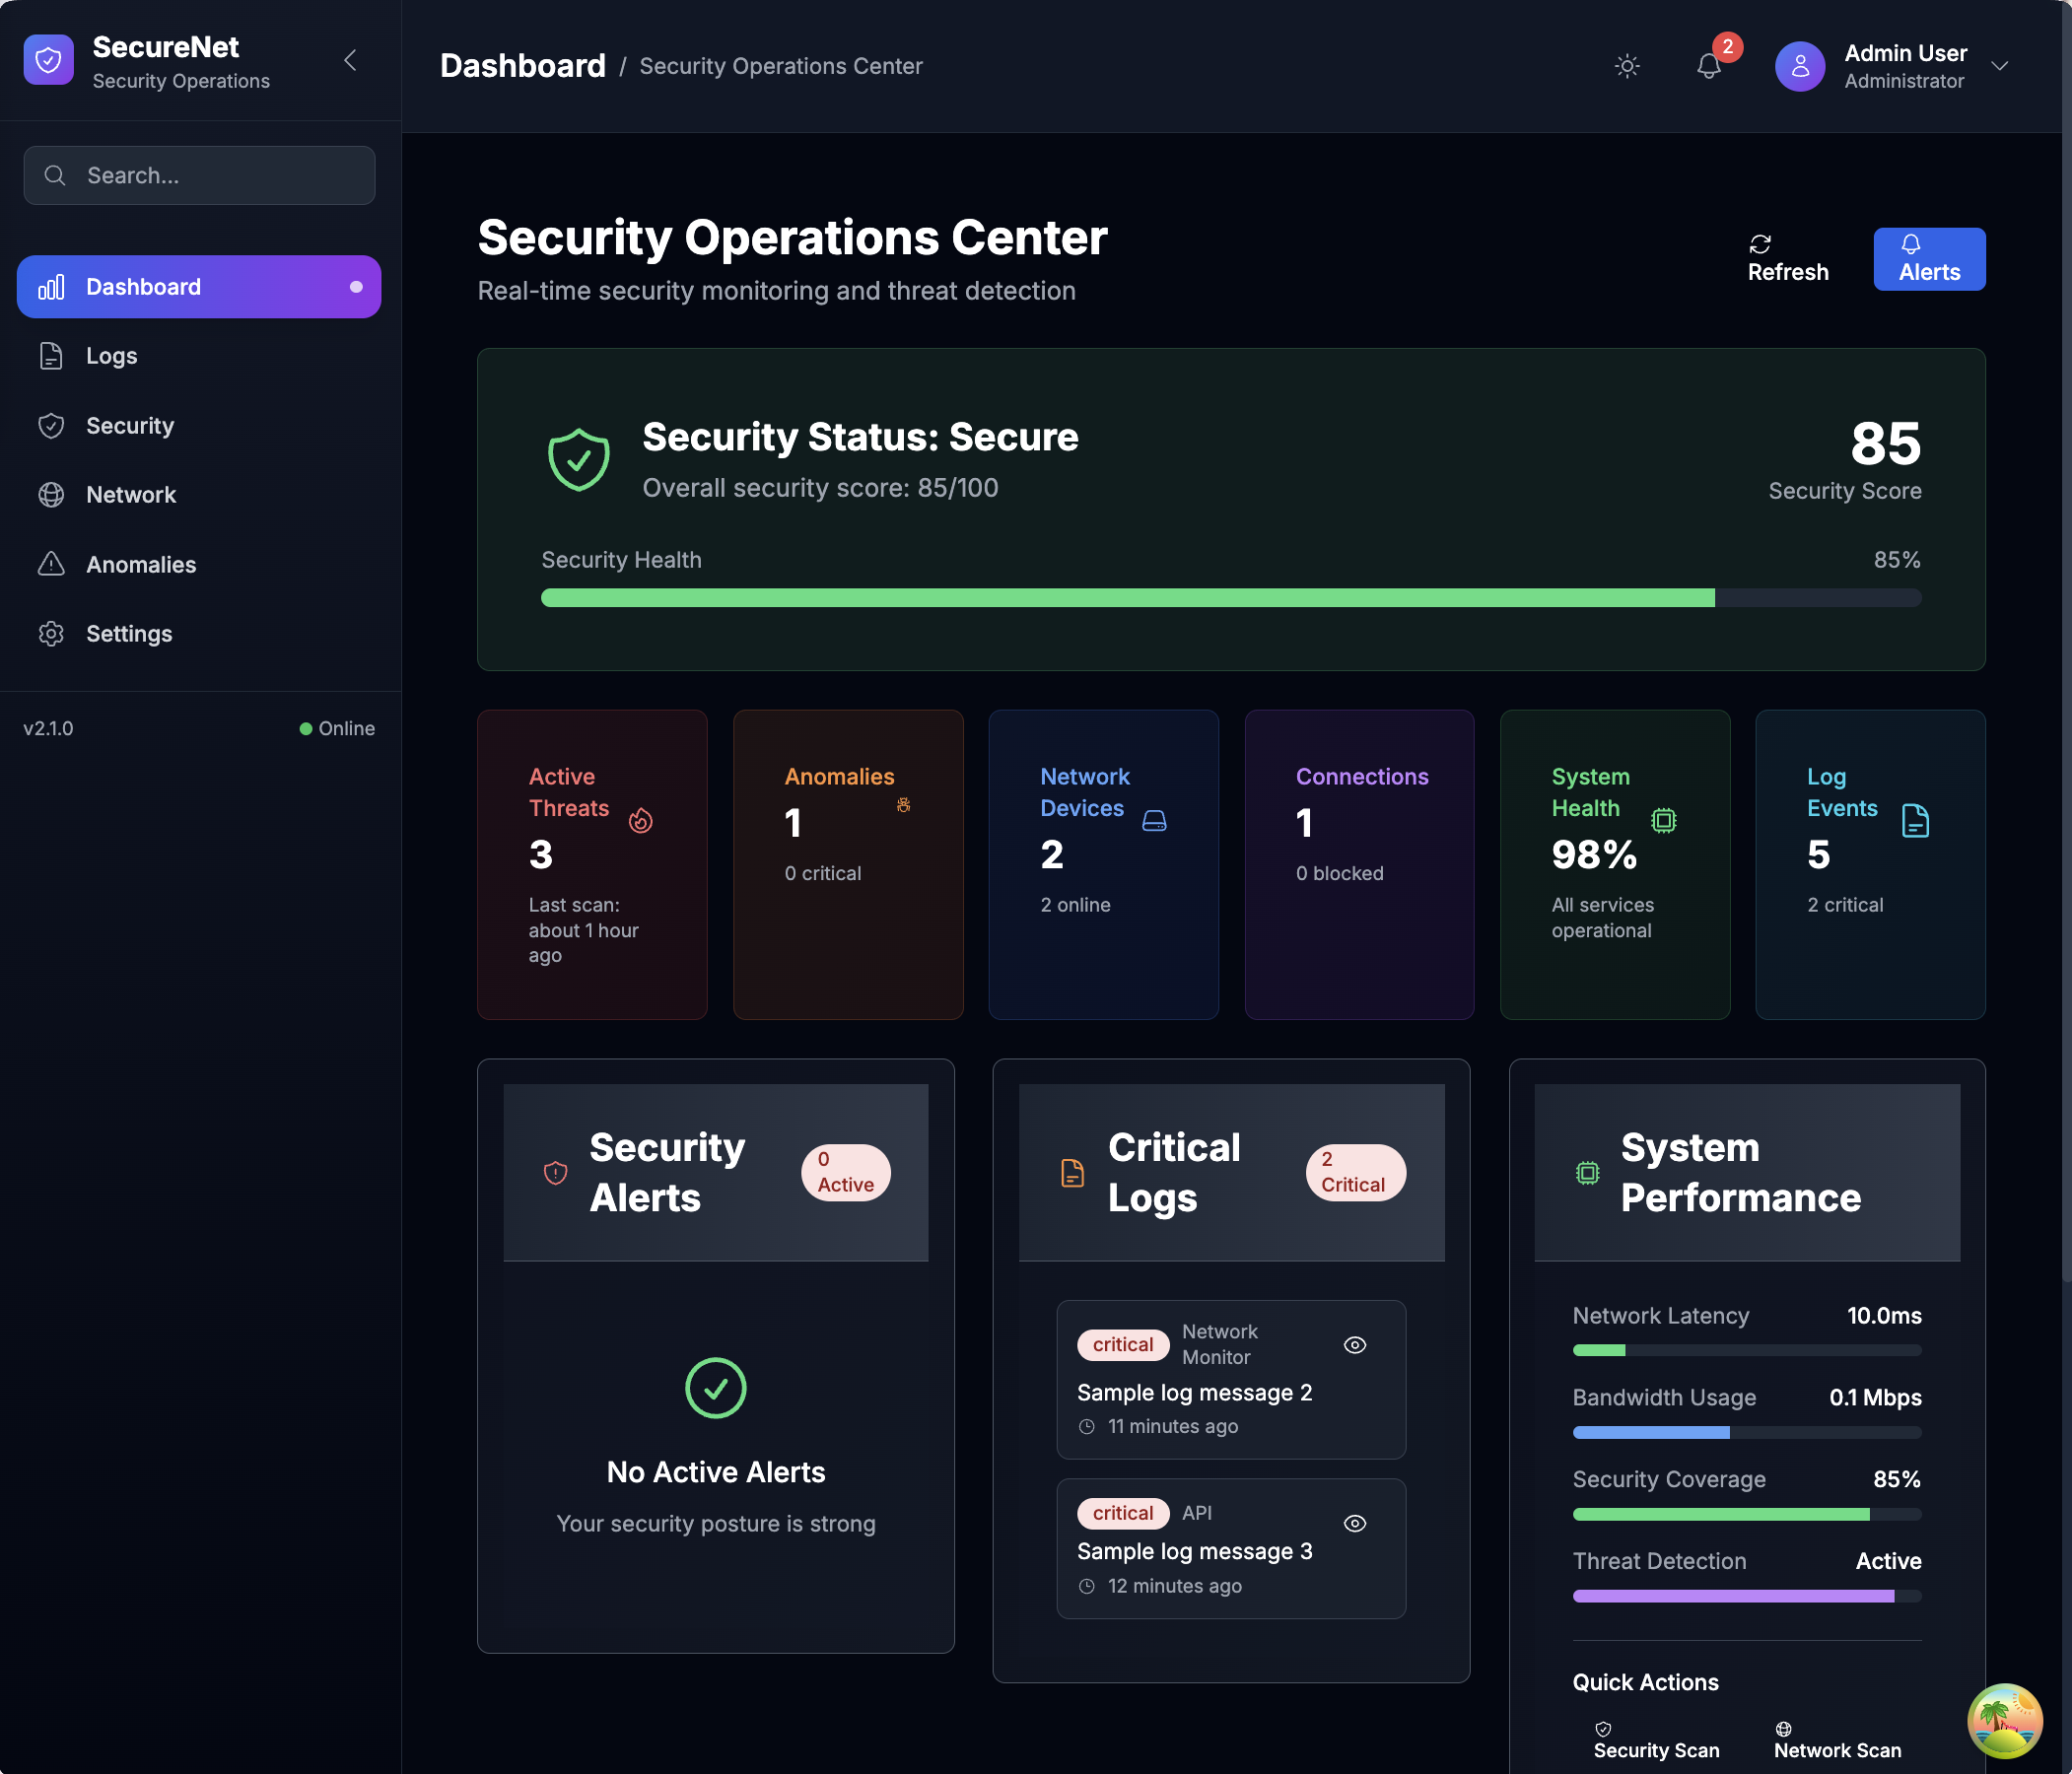 SecureNet
Security Operations
Search...
Dashboard
Logs
Security
Network
Anomalies
Settings
v2.1.0
Online
Dashboard / Security Operations Center
2
Admin User
Administrator
Security Operations Center
Real-time security monitoring and threat detection
Refresh
Alerts
Security Status: Secure
Overall security score: 85/100
85
Security Score
Security Health
85%
Active
Threats
3
Last scan:
about 1 hour
ago
Anomalies
1
0 critical
Network
Devices
2
2 online
Connections
1
0 blocked
System
Health
98%
All services
operational
Log
Events
5
2 critical
Security
Alerts
0
Active
No Active Alerts
Your security posture is strong
Critical
Logs
2
Critical
critical
Network
Monitor
Sample log message 2
11 minutes ago
critical
API
Sample log message 3
12 minutes ago
System
Performance
Network Latency
10.0ms
Bandwidth Usage
0.1 Mbps
Security Coverage
85%
Threat Detection
Active
Quick Actions
Security Scan
Network Scan